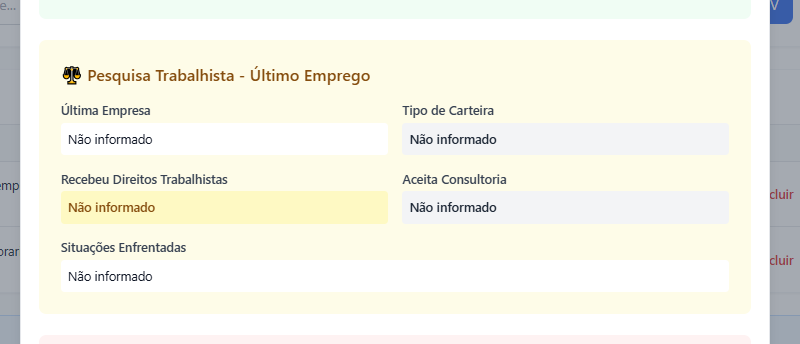 e...
V
Pesquisa Trabalhista - Último Emprego
Última Empresa
Tipo de Carteira
Não informado
Não informado
Recebeu Direitos Trabalhistas
Aceita Consultoria
emp
Não informado
Não informado
cluir
Situações Enfrentadas
orar
Não informado
cluir